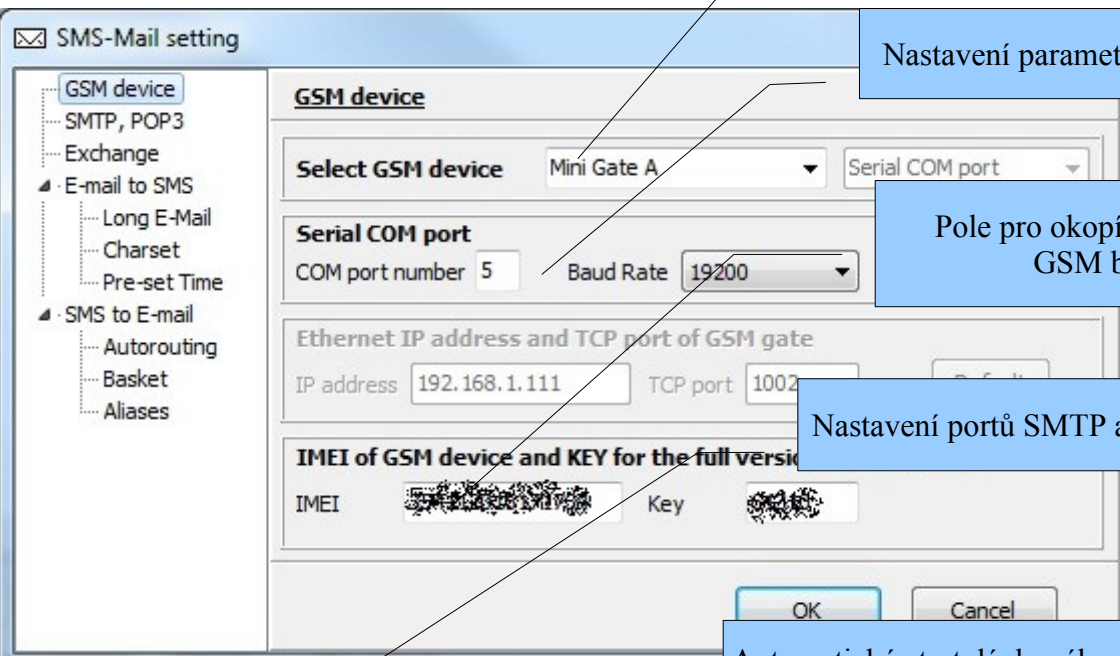 SMS-Mail setting
Nastavení
GSM device
SMTP, POP3
Exchange
E-mail to SMS
Long E-Mail
Charset
Pre-set Time
SMS to E-mail
Autorouting
Basket
Aliases
GSM device
Select GSM device Mini Gate A Serial COM port
Serial COM port
COM port number 5 Baud Rate 19200
Pole pro
GSM
Ethernet IP address and TCP port of GSM gate
IP address 192.168.1.111 TCP port 1002
Nastavení portů SMTP a
IMEI of GSM device and KEY for the full
IMEI Key
OK Cancel